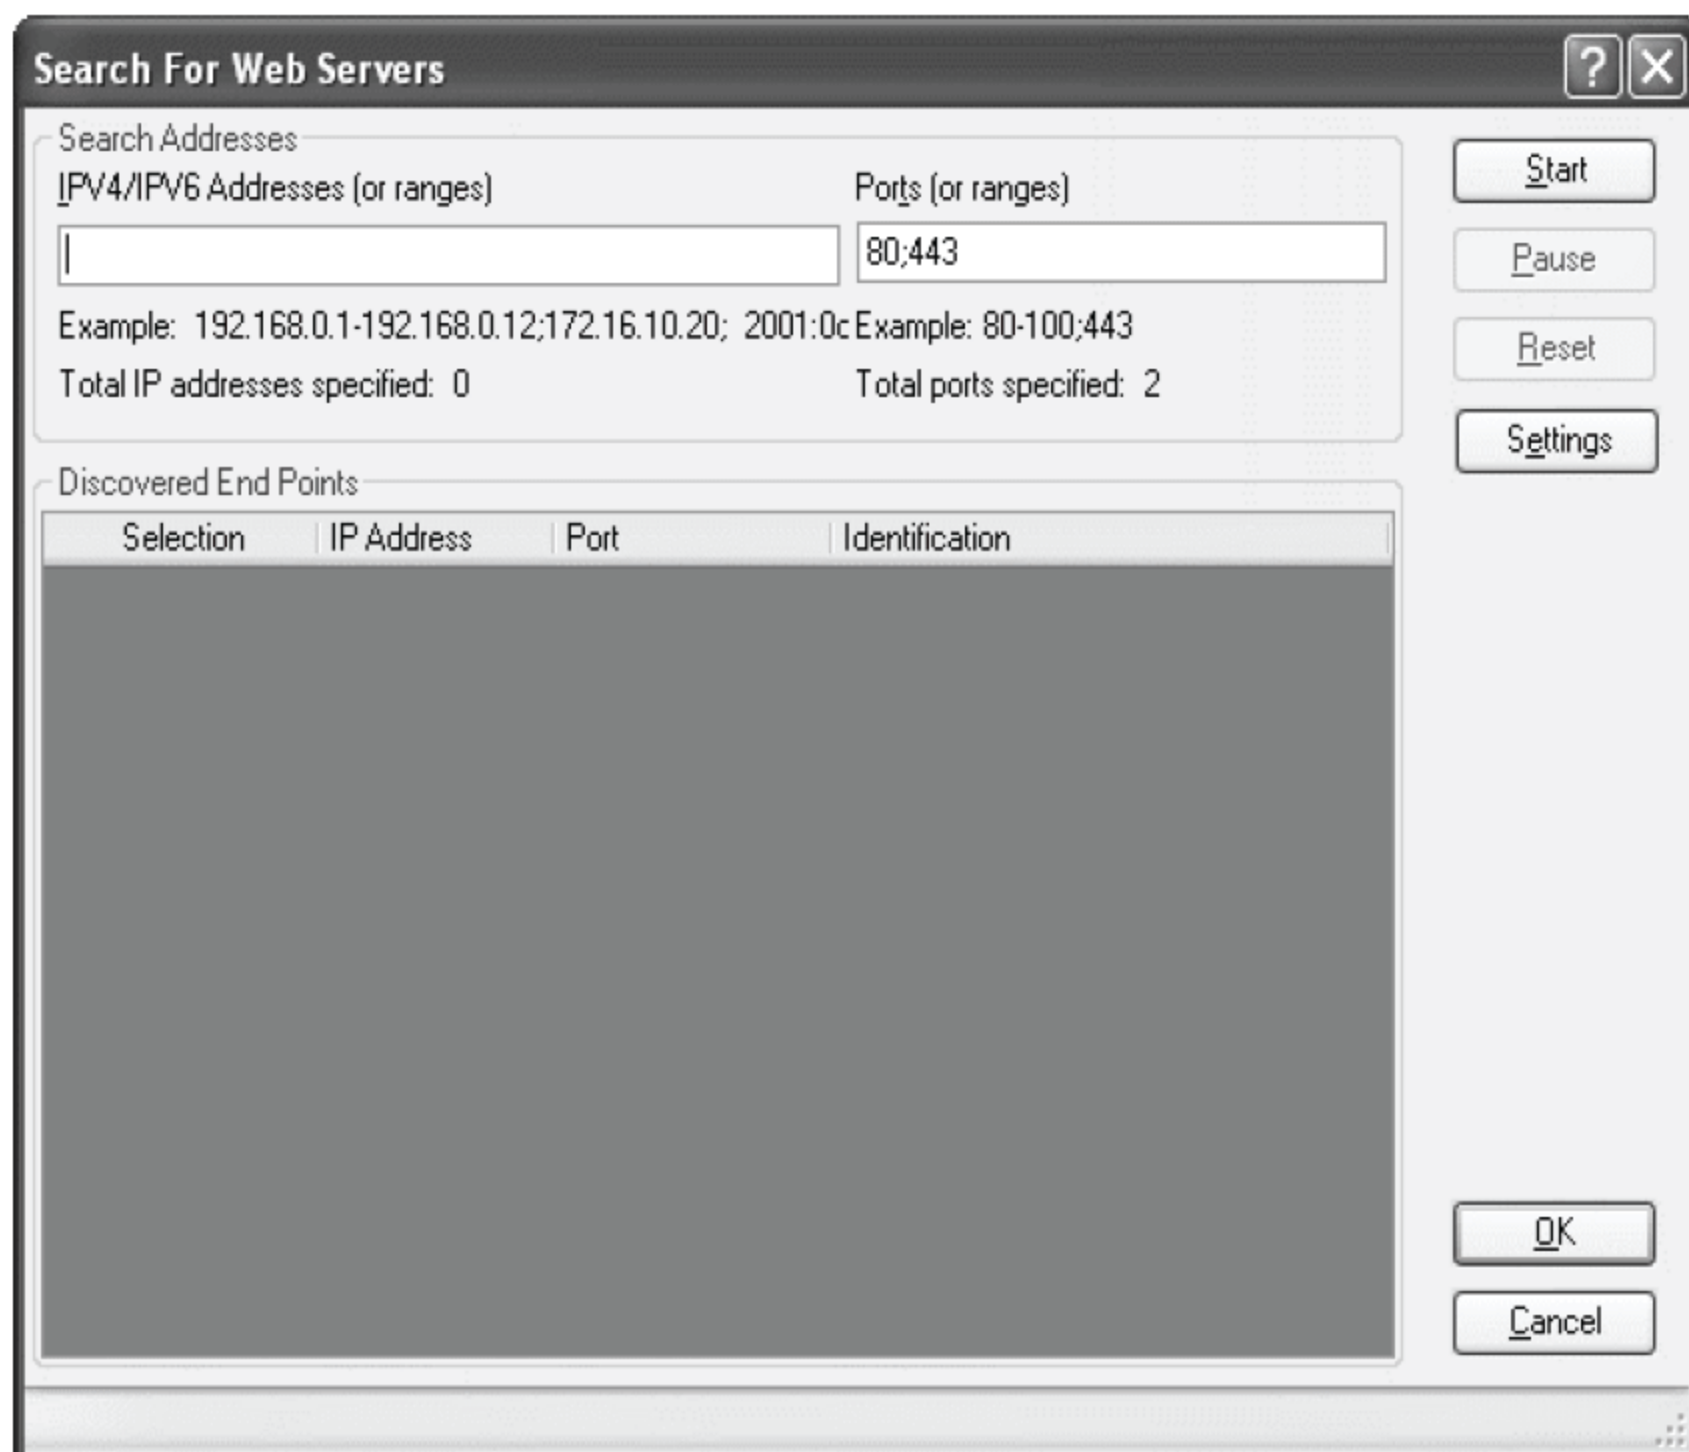 Search For Web Servers
Search Addresses
IPV4/IPV6 Addresses (or ranges)
Ports (or ranges)
80;443
Example: 192.168.0.1-192.168.0.12;172.16.10.20; 2001:0c
Example: 80-100;443
Total IP addresses specified: 0
Total ports specified: 2
Start
Pause
Reset
Settings
Discovered End Points
Selection IP Address Port Identification
OK
Cancel